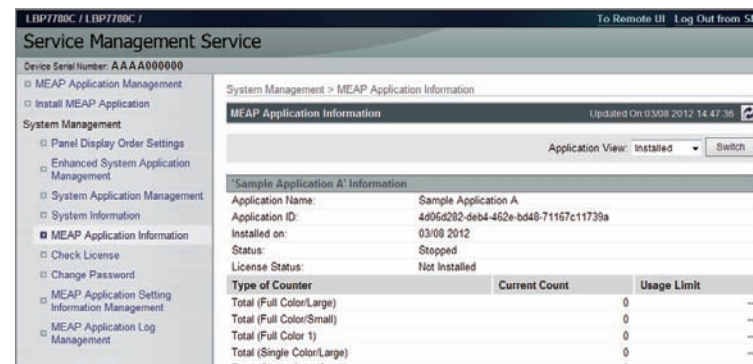 LBP7780C / LBP7780C /
To Remote UI Log Out from
Service Management Service
Device Serial Number: AAAA000000
MEAP Application Management
Install MEAP Application
System Management
Panel Display Order Settings
Enhanced System Application
Management
System Application Management
System Information
MEAP Application Information
Check License
Change Password
MEAP Application Setting
Information Management
MEAP Application Log
Management
System Management > MEAP Application Information
MEAP Application Information Updated On:03/08 2012 14:47:36
Application View: Installed Switch
'Sample Application A' Information
Application Name: Sample Application A
Application ID: 4d06d282-deb4-462e-bd48-71167c11739a
Installed on: 03/08 2012
Status: Stopped
License Status: Not Installed
Type of Counter Current Count Usage Limit
Total (Full Color/Large) 0
Total (Full Color/Small) 0
Total (Full Color 1) 0
Total (Single Color/Large) 0